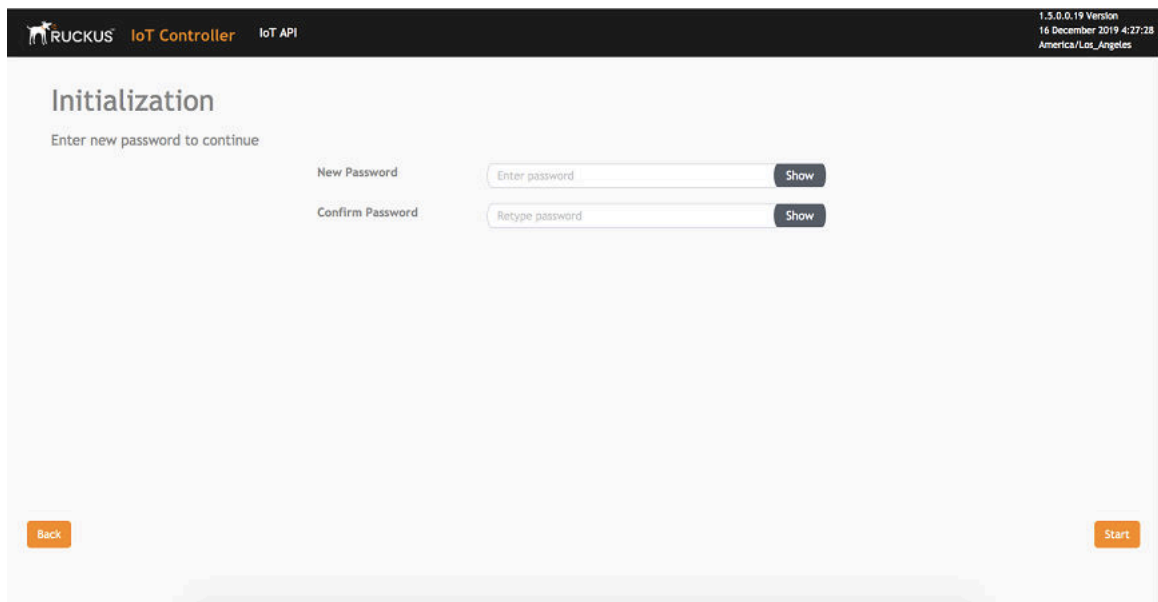 1.5.0.0.19 Version
RUCKUS IoT Controller IoT API
16 December 2019 4:27:28
America/Los_Angeles
Initialization
Enter new password to continue
New Password Enter password Show
Confirm Password Retype password Show
Back Start